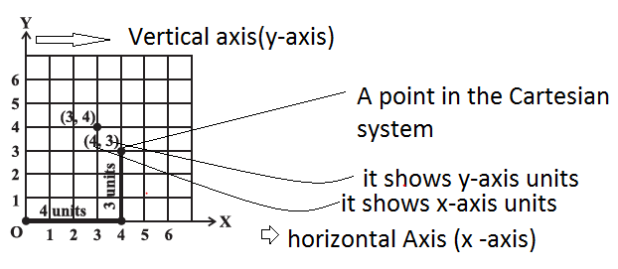 Y
Vertical axis(y-axis)
6
5
4
3
2
1
(3, 4)
(4, 3)
A point in the Cartesian
system
3 units
it shows y-axis units
it shows x-axis units
4 units
X
O
1 2 3 4 5 6
horizontal Axis (x -axis)